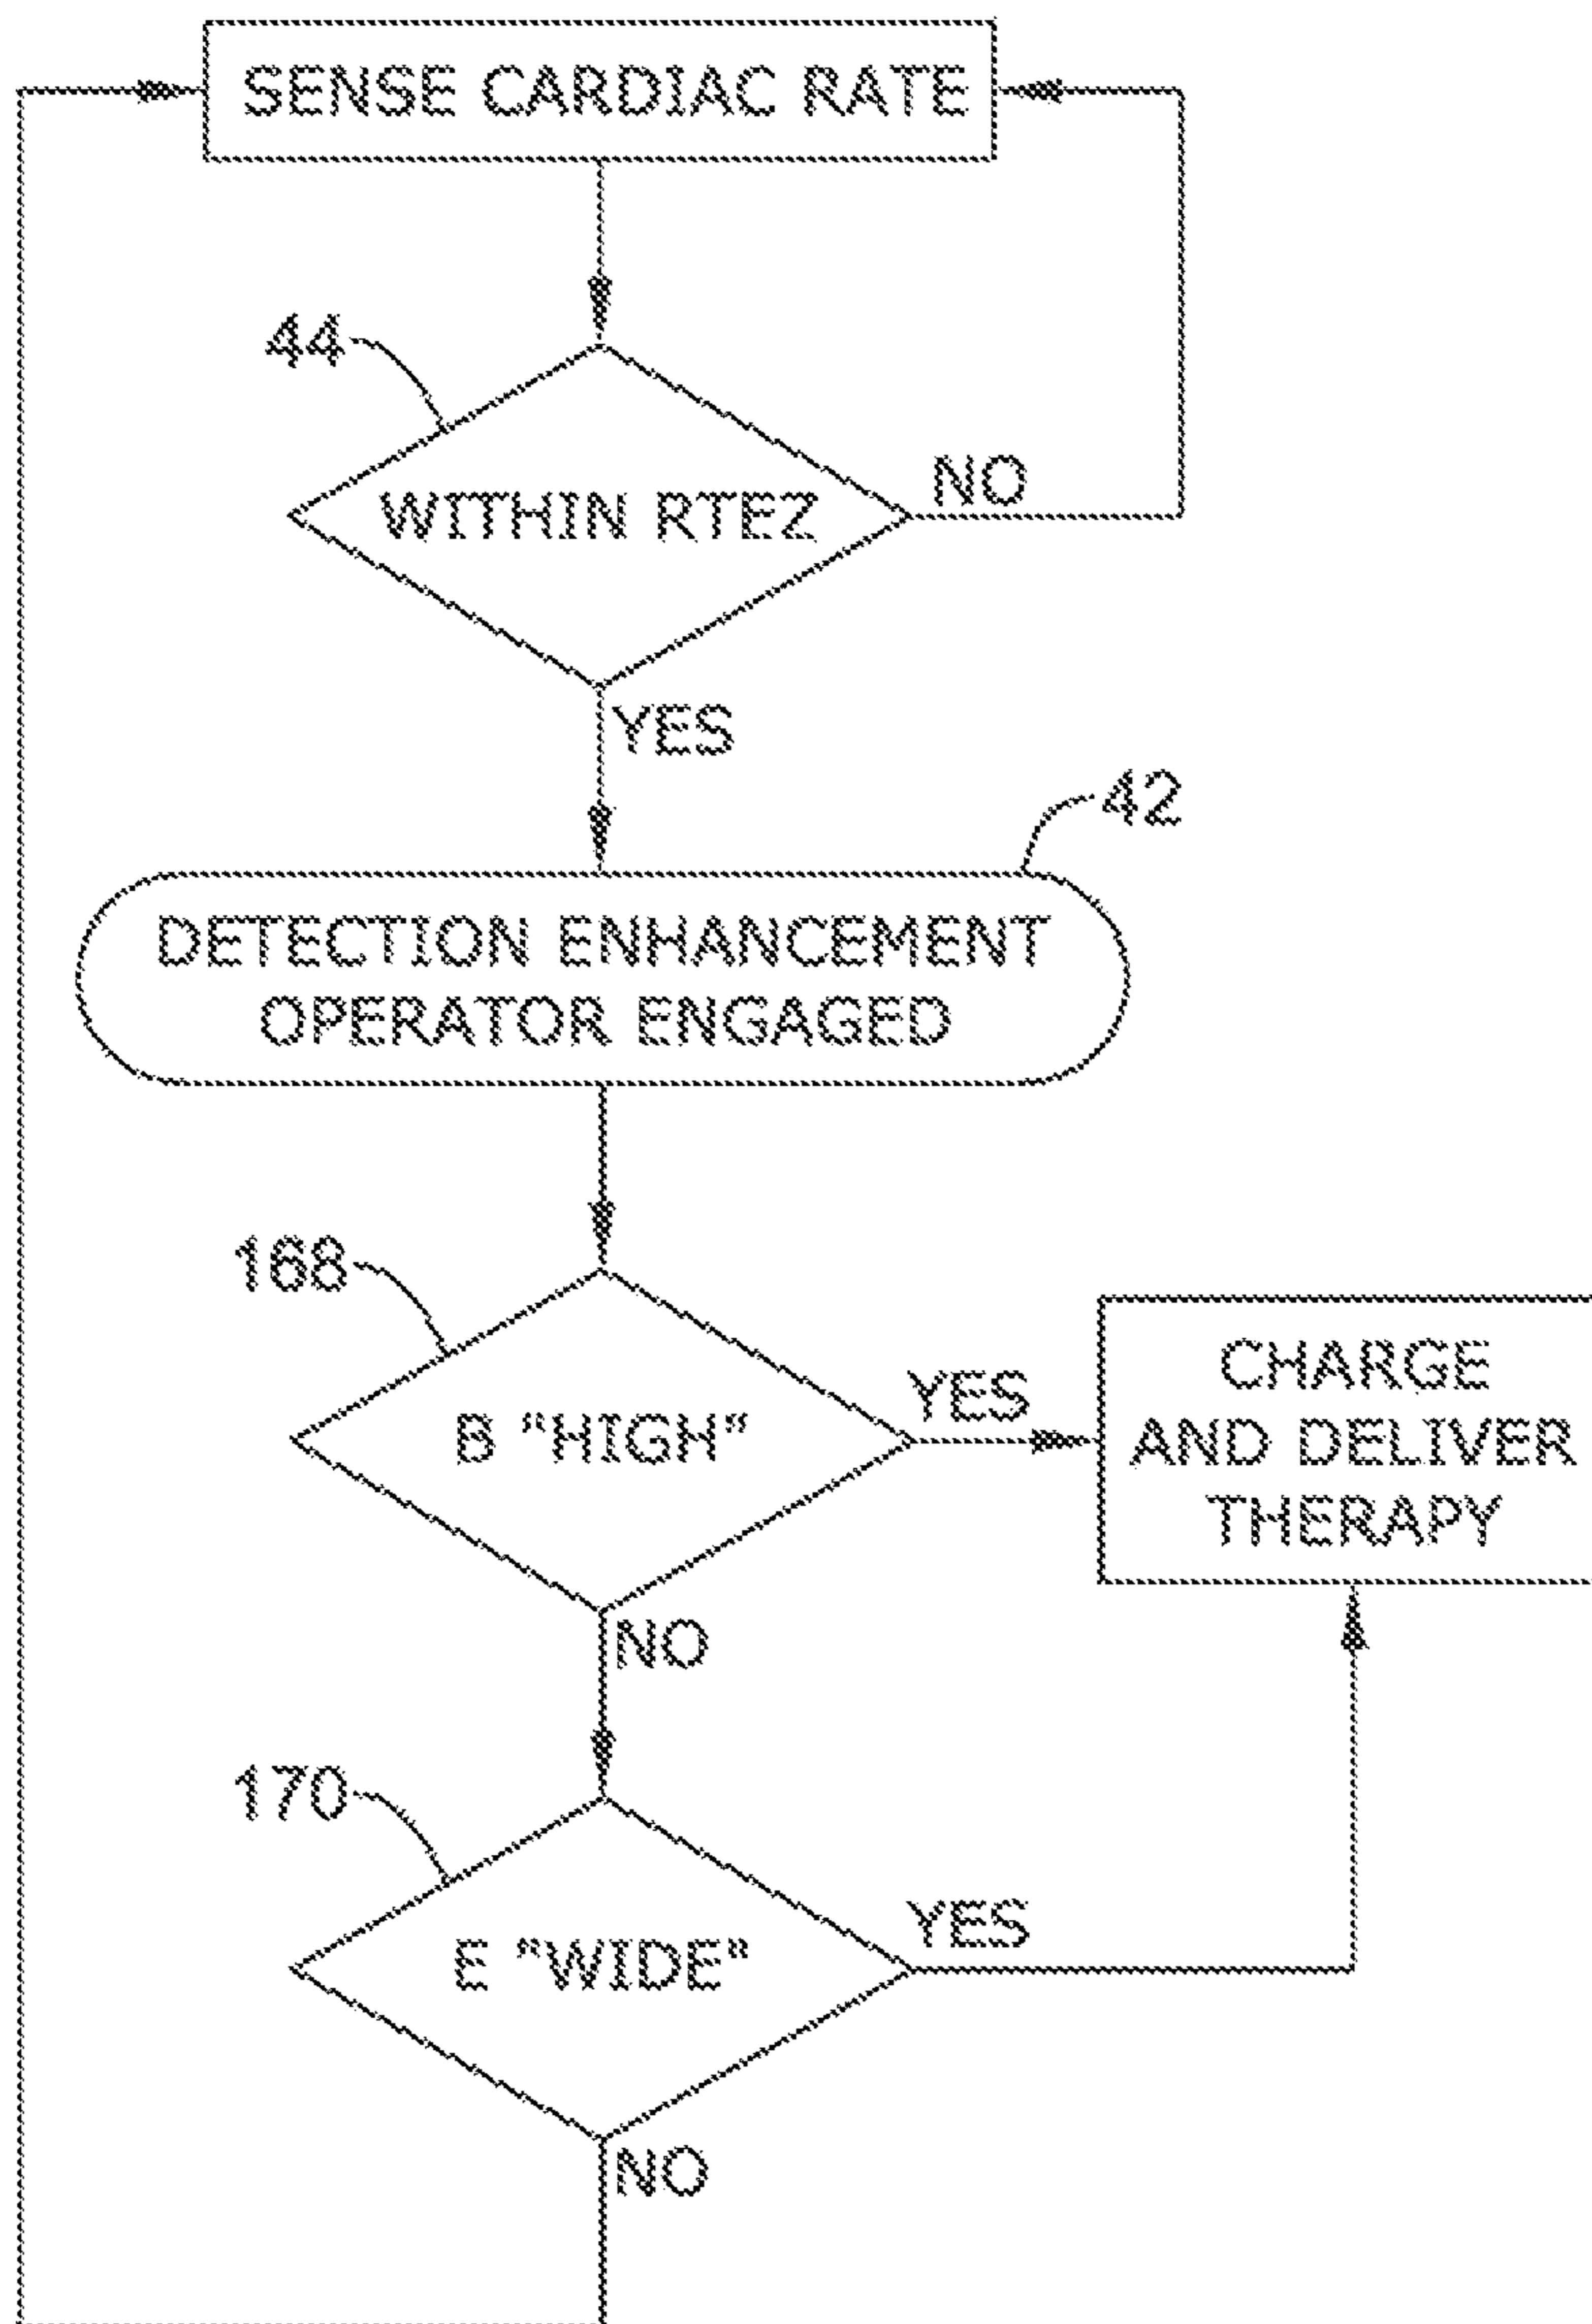 SENSE CARDIAC RATE
44
WITHIN RTEZ
NO
YES
42
DETECTION ENHANCEMENT
OPERATOR ENGAGED
168
B "HIGH"
YES
CHARGE
AND DELIVER
THERAPY
NO
170
E "WIDE"
YES
NO